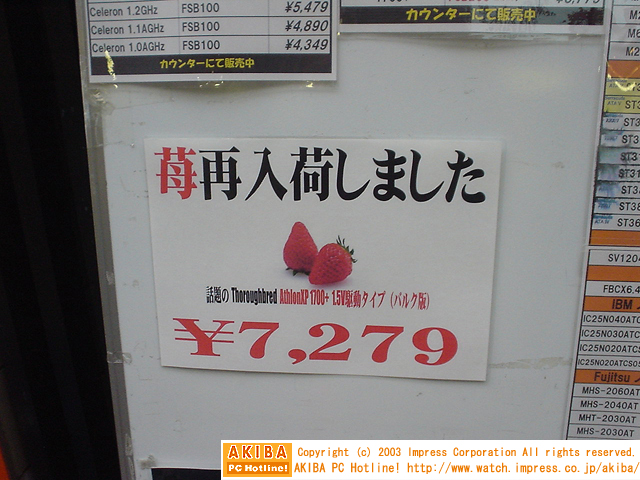 Celeron 1.2GHz FSB100 ¥5,479
Celeron 1.1AGHz FSB100 ¥4,890
Celeron 1.0AGHz FSB100 ¥4,349
カウンターにて販売中
カウンターにて販売中
苺再入荷しました
話題の Thoroughbred AthlonXP 1700+ 1.5V駆動タイプ（バルク版）
¥7,279
SV1204
FBCX6.4
IBM
IC25N040ATC
IC25N030ATC
IC25N020ATCS
IC25N020ATCS05
Fujitsu
MHS-2060AT
MHS-2040AT
MHT-2030AT
MHS-2030AT
AKIBA
PC Hotline!
Copyright (c) 2003 Impress Corporation All rights reserved.
AKIBA PC Hotline! http://www.watch.impress.co.jp/akiba/